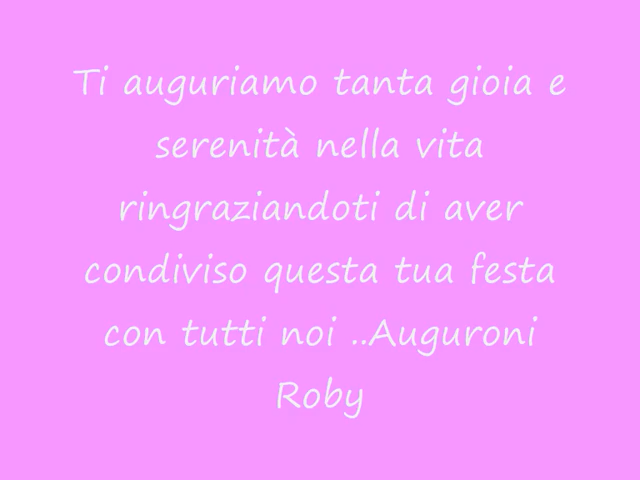 Ti auguriamo tanta gioia e
serenità nella vita
ringraziandoti di aver
condiviso questa tua festa
con tutti noi ..Auguroni
Roby